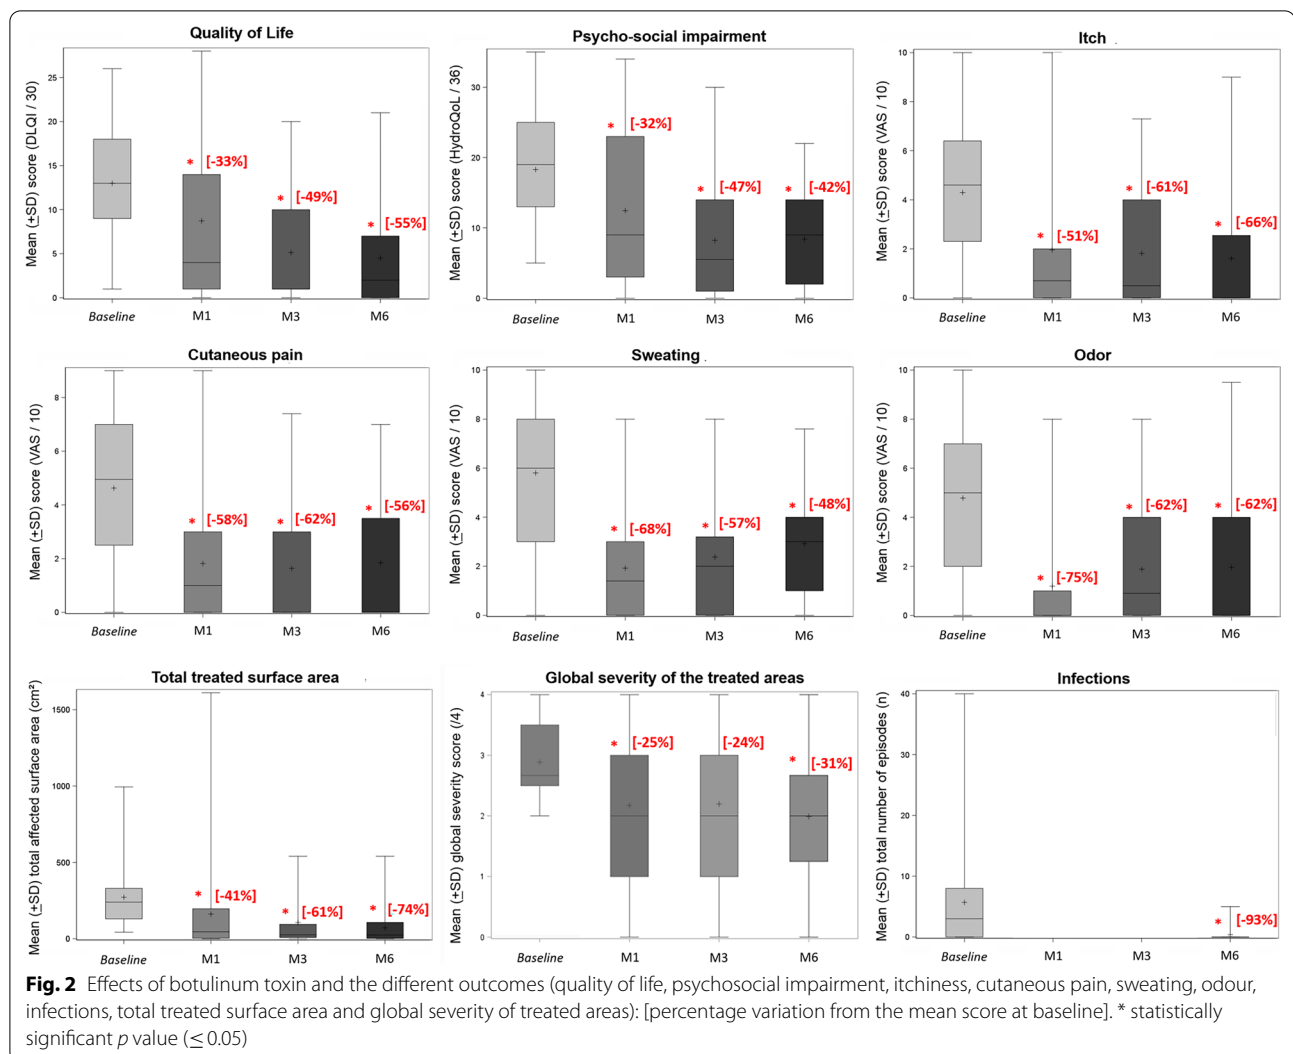 Quality of Life
Mean (±SD) score (DLQI / 30)
25
20
15
10
5
0
* [-33%]
* [-49%]
* [-55%]
Baseline M1 M3 M6
Psycho-social impairment
Mean (±SD) score (HydroQoL / 36)
30
20
10
0
* [-32%]
* [-47%]
* [-42%]
Baseline M1 M3 M6
Itch
Mean (±SD) score (VAS / 10)
10
8
6
4
2
0
* [-51%]
* [-61%]
* [-66%]
Baseline M1 M3 M6
Cutaneous pain
Mean (±SD) score (VAS / 10)
8
6
4
2
0
* [-58%]
* [-62%]
* [-56%]
Baseline M1 M3 M6
Sweating
Mean (±SD) score (VAS / 10)
10
8
6
4
2
0
* [-68%]
* [-57%]
* [-48%]
Baseline M1 M3 M6
Odor
Mean (±SD) score (VAS / 10)
10
8
6
4
2
0
* [-75%]
* [-62%]
* [-62%]
Baseline M1 M3 M6
Total treated surface area
Mean (±SD) total affected surface area (cm²)
1500
1000
500
0
* [-41%]
* [-61%]
* [-74%]
Baseline M1 M3 M6
Global severity of the treated areas
Mean (±SD) global severity score (/4)
4
3
2
1
0
* [-25%]
* [-24%]
* [-31%]
Baseline M1 M3 M6
Infections
Mean (±SD) total number of episodes (n)
40
30
20
10
0
* [-93%]
Baseline M1 M3 M6
Fig. 2 Effects of botulinum toxin and the different outcomes (quality of life, psychosocial impairment, itchiness, cutaneous pain, sweating, odour,
infections, total treated surface area and global severity of treated areas): [percentage variation from the mean score at baseline]. * statistically
significant p value (≤ 0.05)